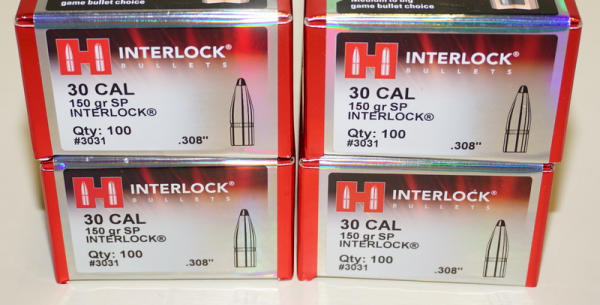 game bullet choice
H INTERLOCK®
BULLETS
30 CAL
150 gr SP
INTERLOCK®
Qty: 100
#3031 .308"
Medium to big
game bullet choice
H INTERLOCK®
BULLETS
30 CAL
150 gr SP
INTERLOCK®
Qty: 100
#3031 .308"
H INTERLOCK®
BULLETS
30 CAL
150 gr SP
INTERLOCK®
Qty: 100
#3031 .308"
H INTERLOCK®
BULLETS
30 CAL
150 gr SP
INTERLOCK®
Qty: 100
#3031 .308"